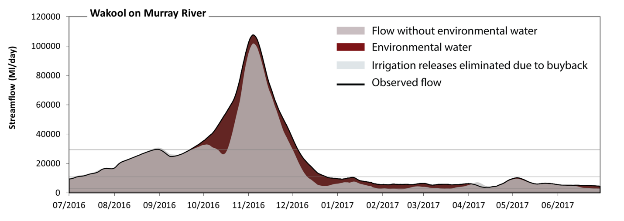 Wakool on Murray River
Streamflow (Ml/day)
120000
100000
80000
60000
40000
20000
0
Flow without environmental water
Environmental water
Irrigation releases eliminated due to buyback
Observed flow
07/2016 08/2016 09/2016 10/2016 11/2016 12/2016 01/2017 02/2017 03/2017 04/2017 05/2017 06/2017